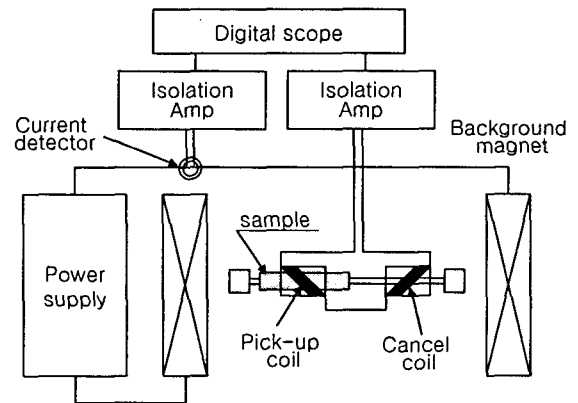 Digital scope
Isolation
Amp
Isolation
Amp
Current
detector
Background
magnet
sample
Power
supply
Pick-up
coil
Cancel
coil